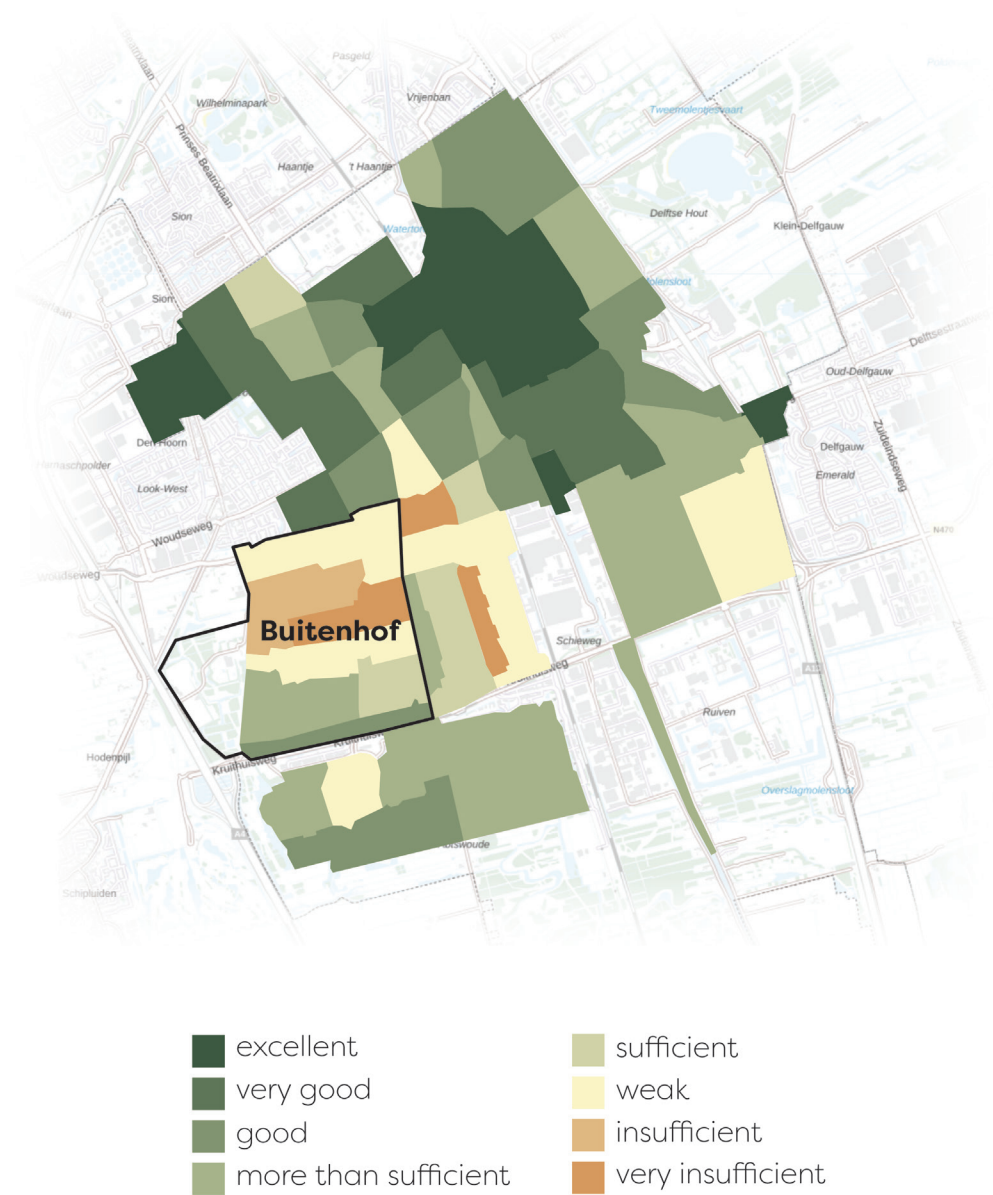 Pasgeld
Vrijenban
Wilhelminapark
Tweemolentjesvaart
Prinses Beatrixlaan
Haantje
't Haantje
Sion
Delftse Hout
Klein-Delfgauw
Sion
Delftsestraat
Oud-Delfgauw
Den Hoorn
Delfgauw
Zuideindseweg
Emerald
Look-West
Woudseweg
N470
Woudseweg
Buitenhof
Schieweg
Ruiven
Hodenpijl
Kruithuisweg
Overslagmolensloot
Schipluiden
excellent
very good
good
more than sufficient
sufficient
weak
insufficient
very insufficient